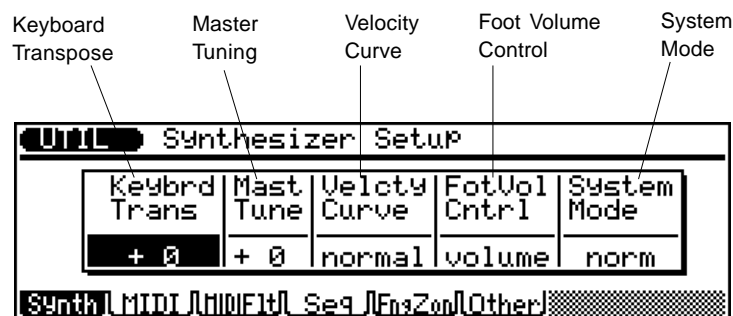 Keyboard Transpose
Master Tuning
Velocity Curve
Foot Volume Control
System Mode
UTIL Synthesizer Setup
Keybrd Trans
Mast Tune
Velcty Curve
FotVol Cntrl
System Mode
+ 0
+ 0
normal
volume
norm
Synth MIDI MIDIFlt Seq FngZon Other